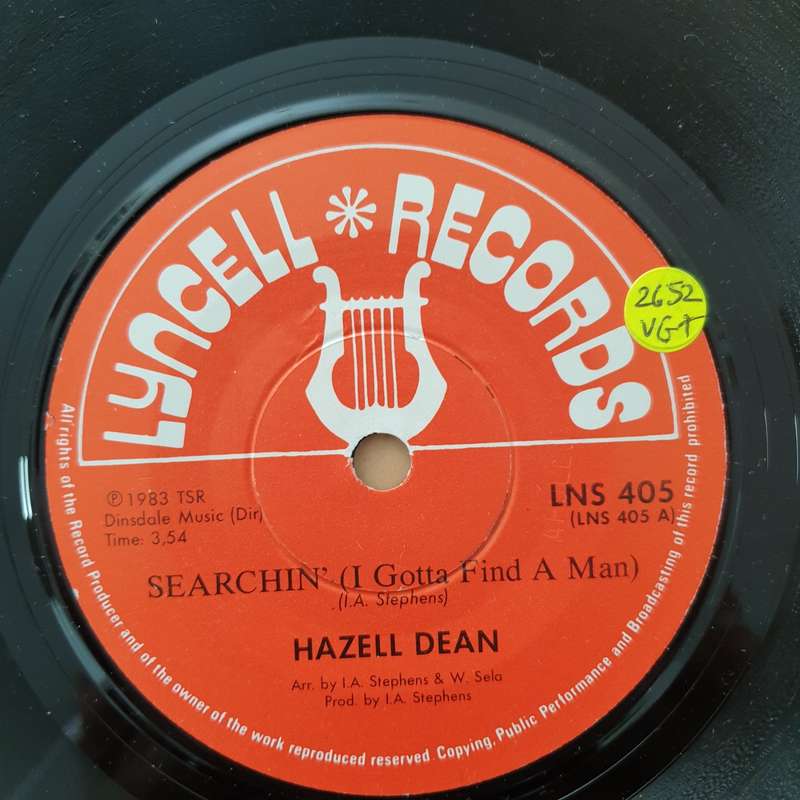 LYNCELL * RECORDS
2652
VG+
℗ 1983 TSR
Dinsdale Music (Dir)
Time: 3,54
LNS 405
(LNS 405 A)
SEARCHIN' (I Gotta Find A Man)
(I.A. Stephens)
HAZELL DEAN
Arr. by I.A. Stephens & W. Sela
Prod. by I.A. Stephens
All rights of the Record Producer and of the owner of the work reproduced reserved. Copying, Public Performance and Broadcasting of this record prohibited